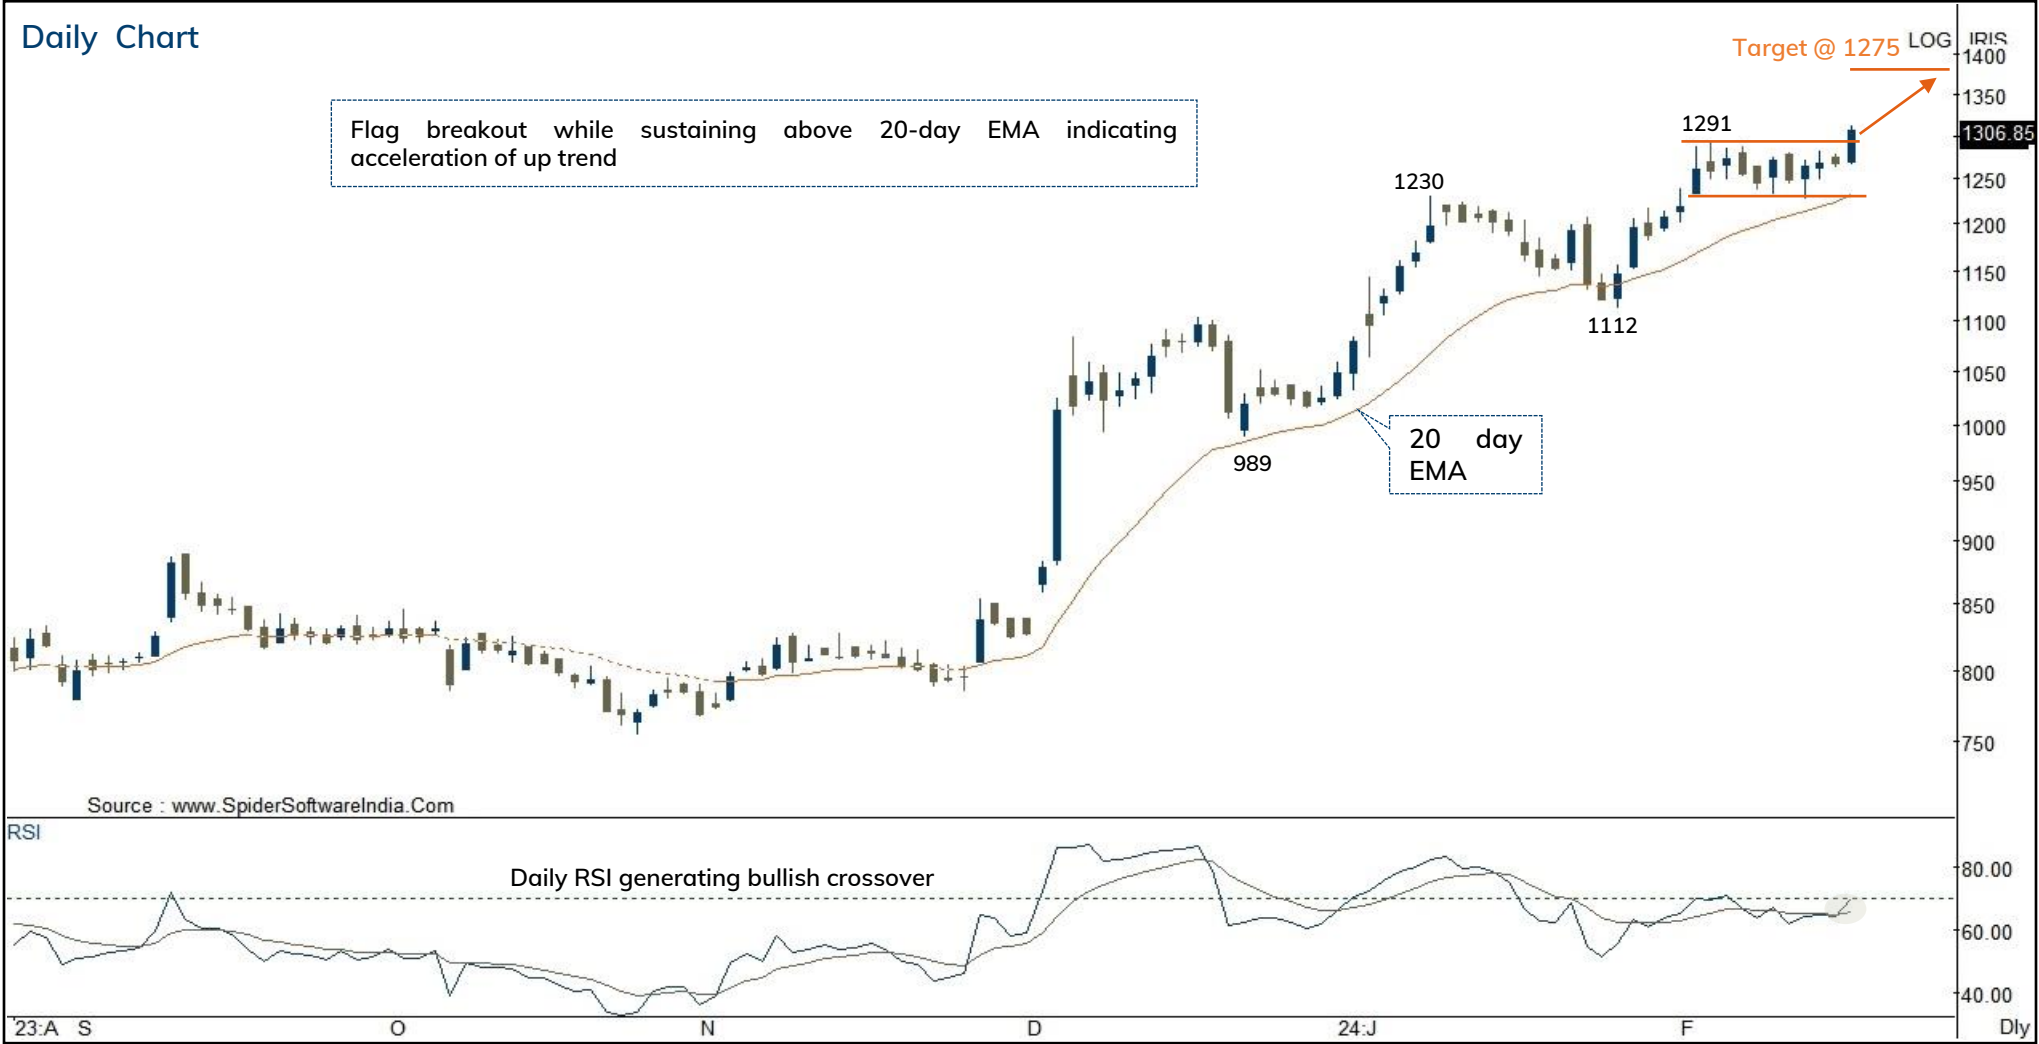 Daily Chart
Target @ 1275
LOG
IRIS
1400
1350
1306.85
1250
1200
1150
1100
1050
1000
950
900
850
800
750
Flag breakout while sustaining above 20-day EMA indicating
acceleration of up trend
1291
1230
1112
989
20 day
EMA
Source : www.SpiderSoftwareIndia.Com
RSI
Daily RSI generating bullish crossover
80.00
60.00
40.00
23:A S O N D 24:J F Dly